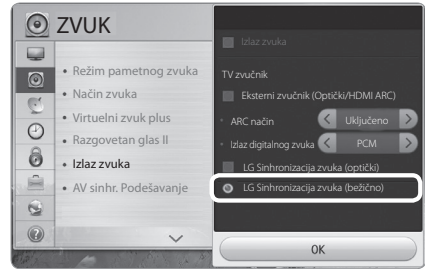 ZVUK
Režim pametnog zvuka
Način zvuka
Virtuelni zvuk plus
Razgovetan glas II
Izlaz zvuka
AV sinhr. Podešavanje
Izlaz zvuka
TV zvučnik
Eksterni zvučnik (Optički/HDMI ARC)
ARC način
Uključeno
Izlaz digitalnog zvuka
PCM
LG Sinhronizacija zvuka (optički)
LG Sinhronizacija zvuka (bežično)
OK